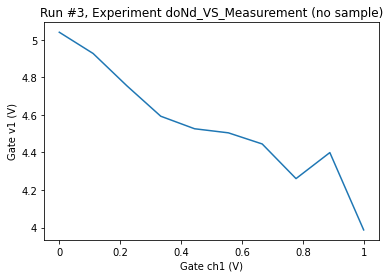 Run #3, Experiment doNd_VS_Measurement (no sample)
Gate v1 (V)
5
4.8
4.6
4.4
4.2
4
0 0.2 0.4 0.6 0.8 1
Gate ch1 (V)